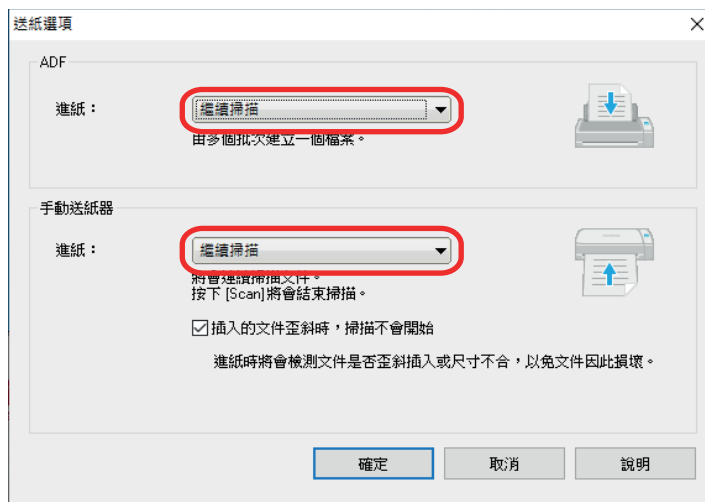 送紙選項
ADF
進紙：
繼續掃描
由多個批次建立一個檔案。
手動送紙器
進紙：
繼續掃描
將會連續掃描文件。
按下 [Scan]將會結束掃描。
插入的文件歪斜時，掃描不會開始
進紙時將會檢測文件是否歪斜插入或尺寸不合，以免文件因此損壞。
確定
取消
說明